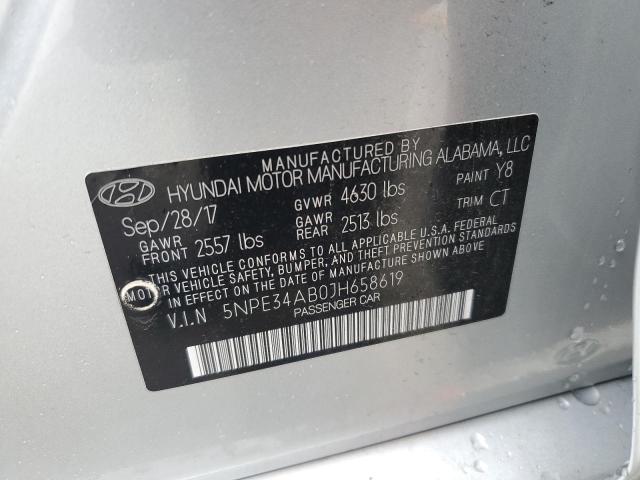 MANUFACTURED BY
HYUNDAI MOTOR MANUFACTURING ALABAMA, LLC
Sep/28/17 GVWR 4630 lbs PAINT Y8
GAWR FRONT 2557 lbs GAWR REAR 2513 lbs TRIM CT
THIS VEHICLE CONFORMS TO ALL APPLICABLE U.S.A. FEDERAL
MOTOR VEHICLE SAFETY, BUMPER, AND THEFT PREVENTION STANDARDS
IN EFFECT ON THE DATE OF MANUFACTURE SHOWN ABOVE.
V.I.N 5NPE34AB0JH658619
PASSENGER CAR